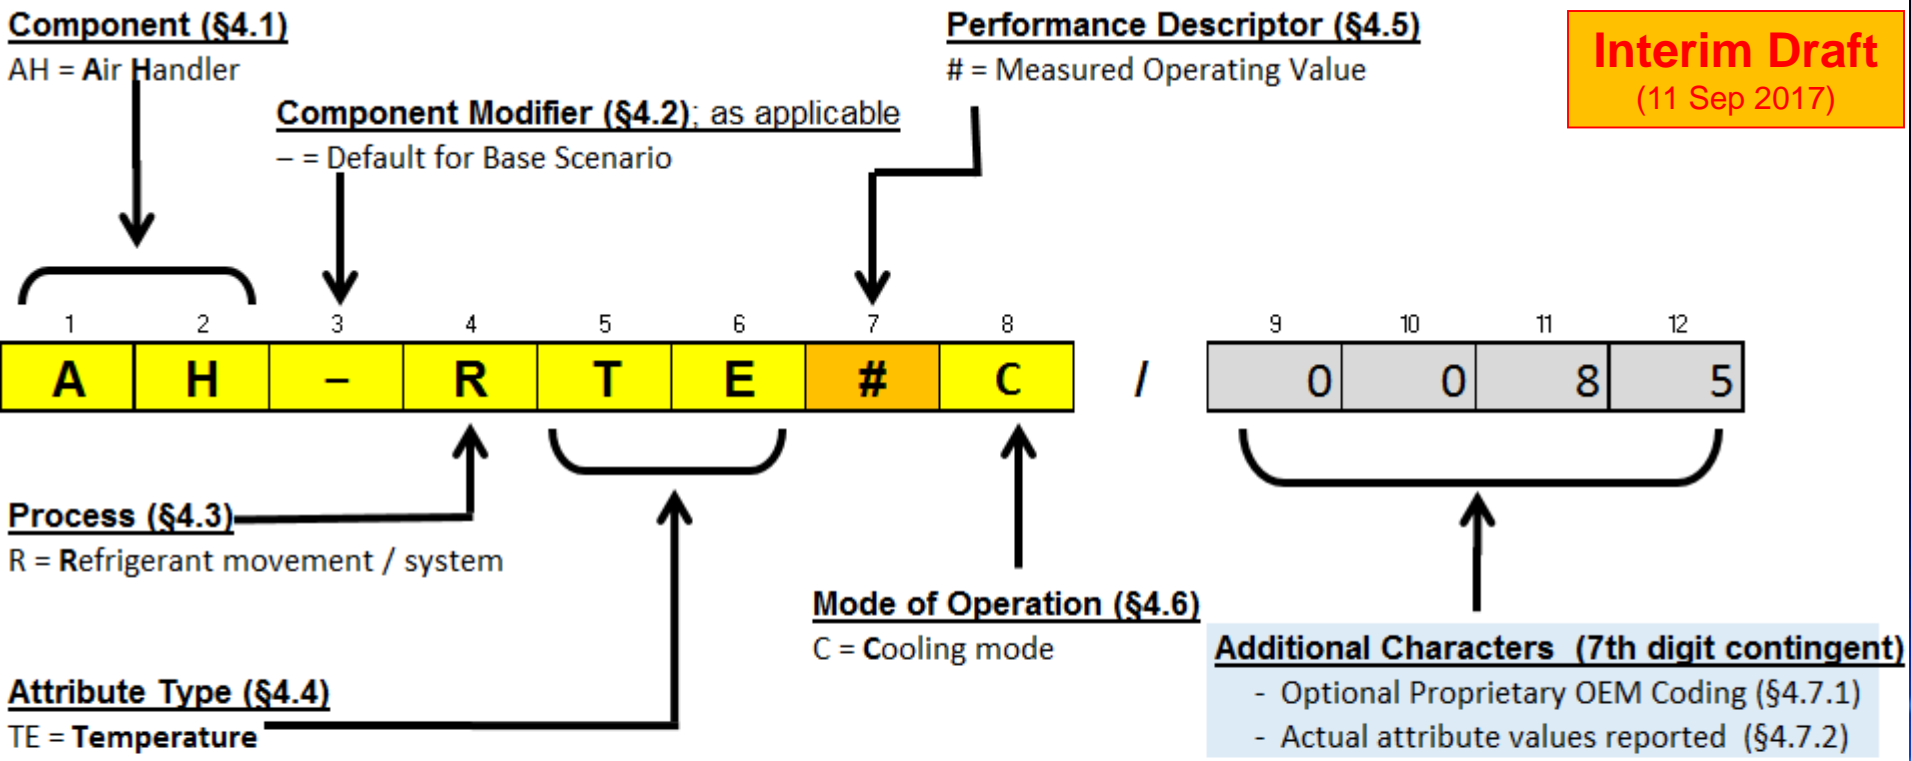 Component (§4.1)
AH = Air Handler
Performance Descriptor (§4.5)
# = Measured Operating Value
Interim Draft
(11 Sep 2017)
Component Modifier (§4.2); as applicable
– = Default for Base Scenario
1 2 3 4 5 6 7 8 9 10 11 12
A H – R T E # C / 0 0 8 5
Process (§4.3)
R = Refrigerant movement / system
Mode of Operation (§4.6)
C = Cooling mode
Attribute Type (§4.4)
TE = Temperature
Additional Characters (7th digit contingent)
- Optional Proprietary OEM Coding (§4.7.1)
- Actual attribute values reported (§4.7.2)